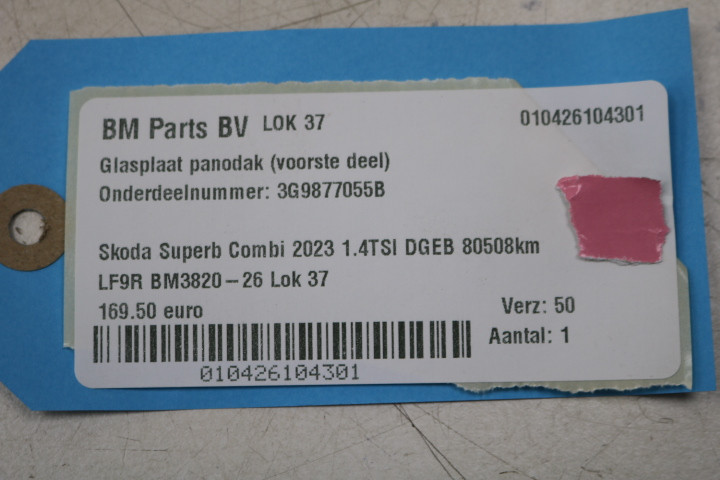 BM Parts BV LOK 37 010426104301
Glasplaat panodak (voorste deel)
Onderdeelnummer: 3G9877055B
Skoda Superb Combi 2023 1.4TSI DGEB 80508km
LF9R BM3820-26 Lok 37
169.50 euro Verz: 50
Aantal: 1
010426104301